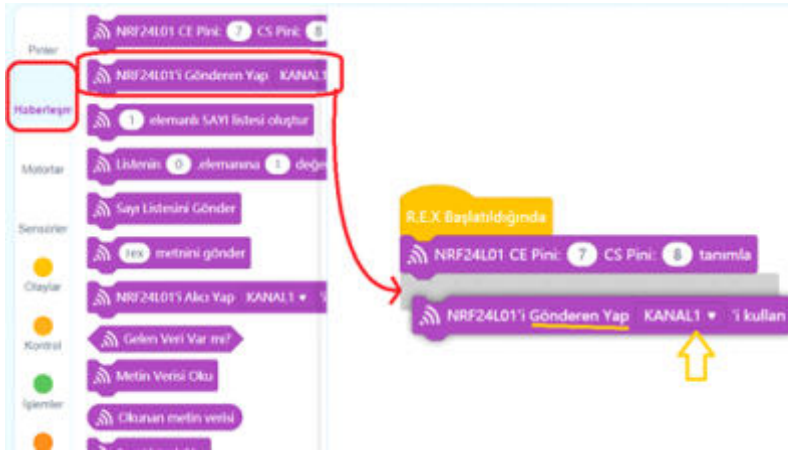 Pinler
Haberleşm
Motorlar
Sensörler
Olaylar
Kontrol
İşlemler
NRF24L01 CE Pini: 7 CS Pini: 8
NRF24L01'i Gönderen Yap KANAL1
1 elemanlı SAYI listesi oluştur
Listenin 0 .elemanına 1 değe
Sayı Listesini Gönder
rex metnini gönder
NRF24L01'i Alıcı Yap KANAL1 'i
Gelen Veri Var mı?
Metin Verisi Oku
Okunan metin verisi
R.E.X Başlatıldığında
NRF24L01 CE Pini: 7 CS Pini: 8 tanımla
NRF24L01'i Gönderen Yap KANAL1 'i kullan